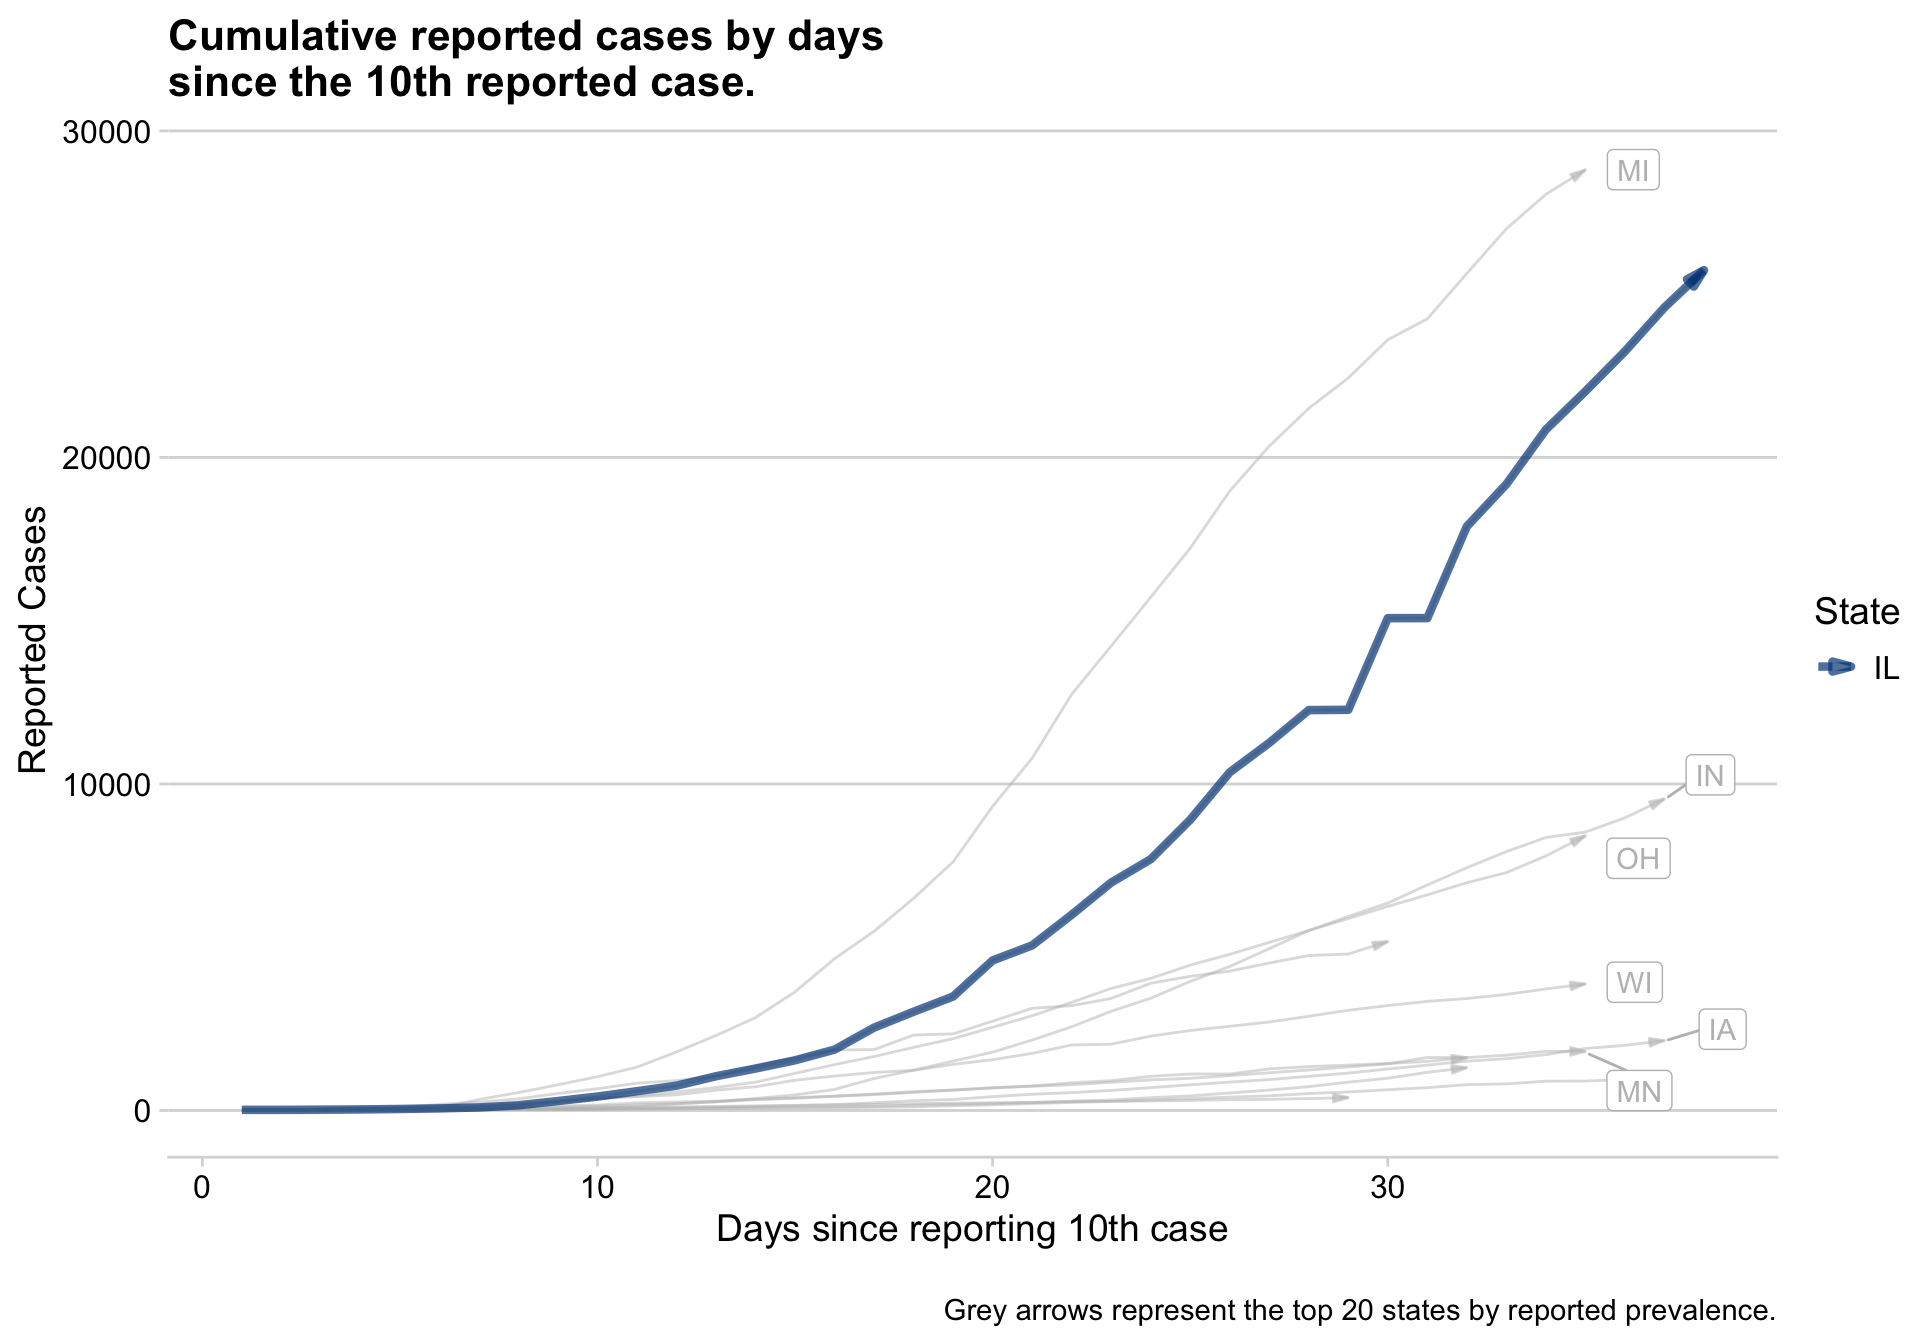 Cumulative reported cases by days
since the 10th reported case.
30000
20000
10000
0
Reported Cases
MI
IN
OH
WI
IA
MN
State
IL
0 10 20 30
Days since reporting 10th case
Grey arrows represent the top 20 states by reported prevalence.